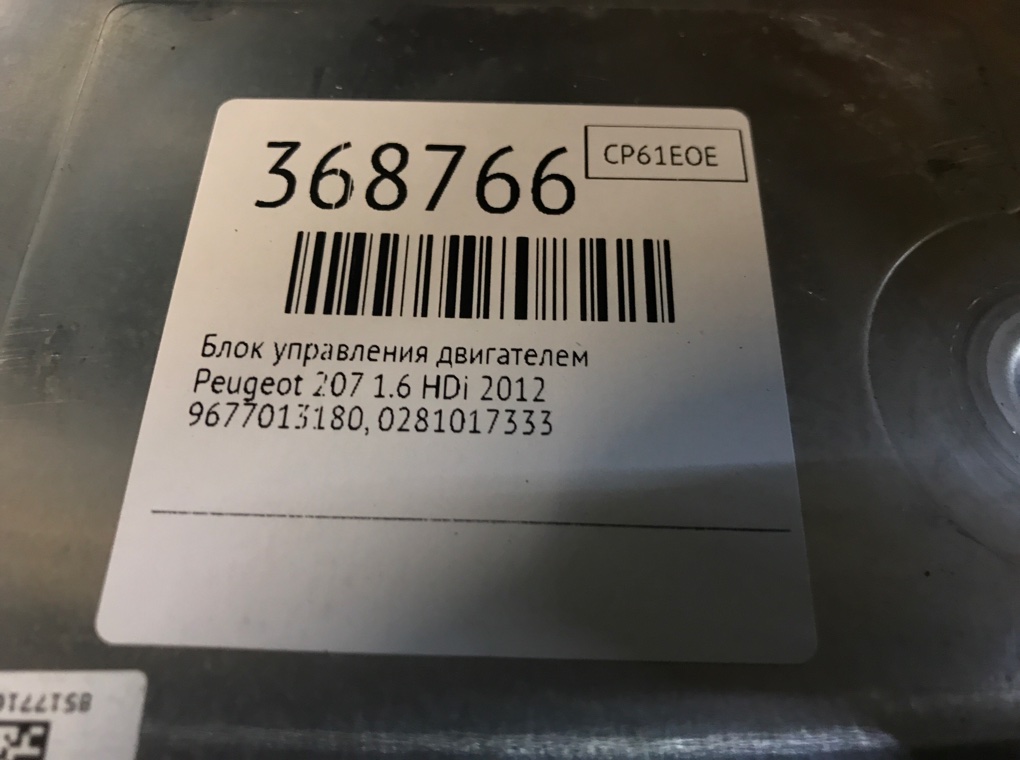 368766
CP61EOE
Блок управления двигателем
Peugeot 207 1.6 HDi 2012
9677013180, 0281017333